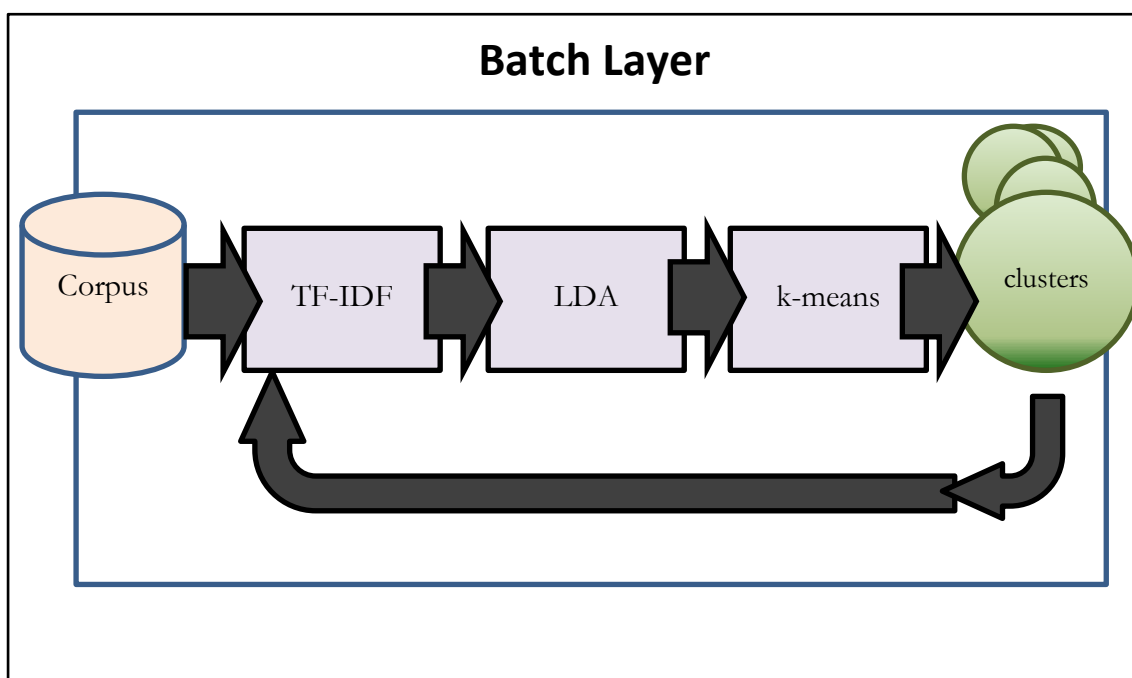 Batch Layer
Corpus
TF-IDF
LDA
k-means
clusters